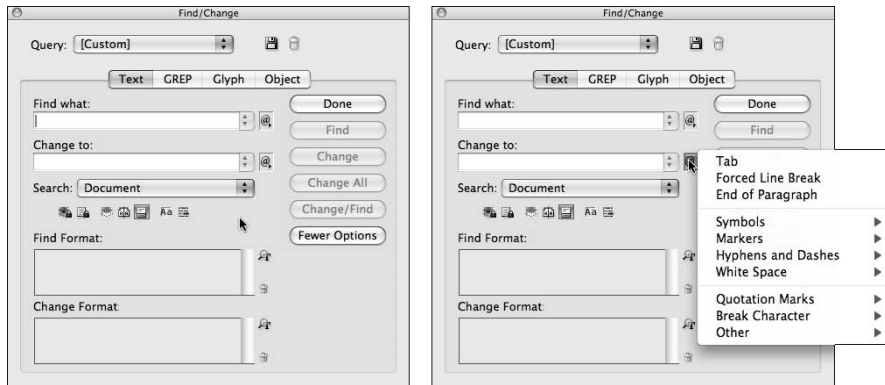 Find/Change
Query: [Custom]
Text GREP Glyph Object
Find what:
Done
@
Find
Change to:
Change
@
Search: Document
Change All
Aa
Change/Find
Find Format:
Fewer Options
Change Format
Find/Change
Query: [Custom]
Text GREP Glyph Object
Find what:
Done
@
Find
Change to:
Search: Document
Aa
Find Format:
Change Format
Tab
Forced Line Break
End of Paragraph
Symbols
Markers
Hyphens and Dashes
White Space
Quotation Marks
Break Character
Other